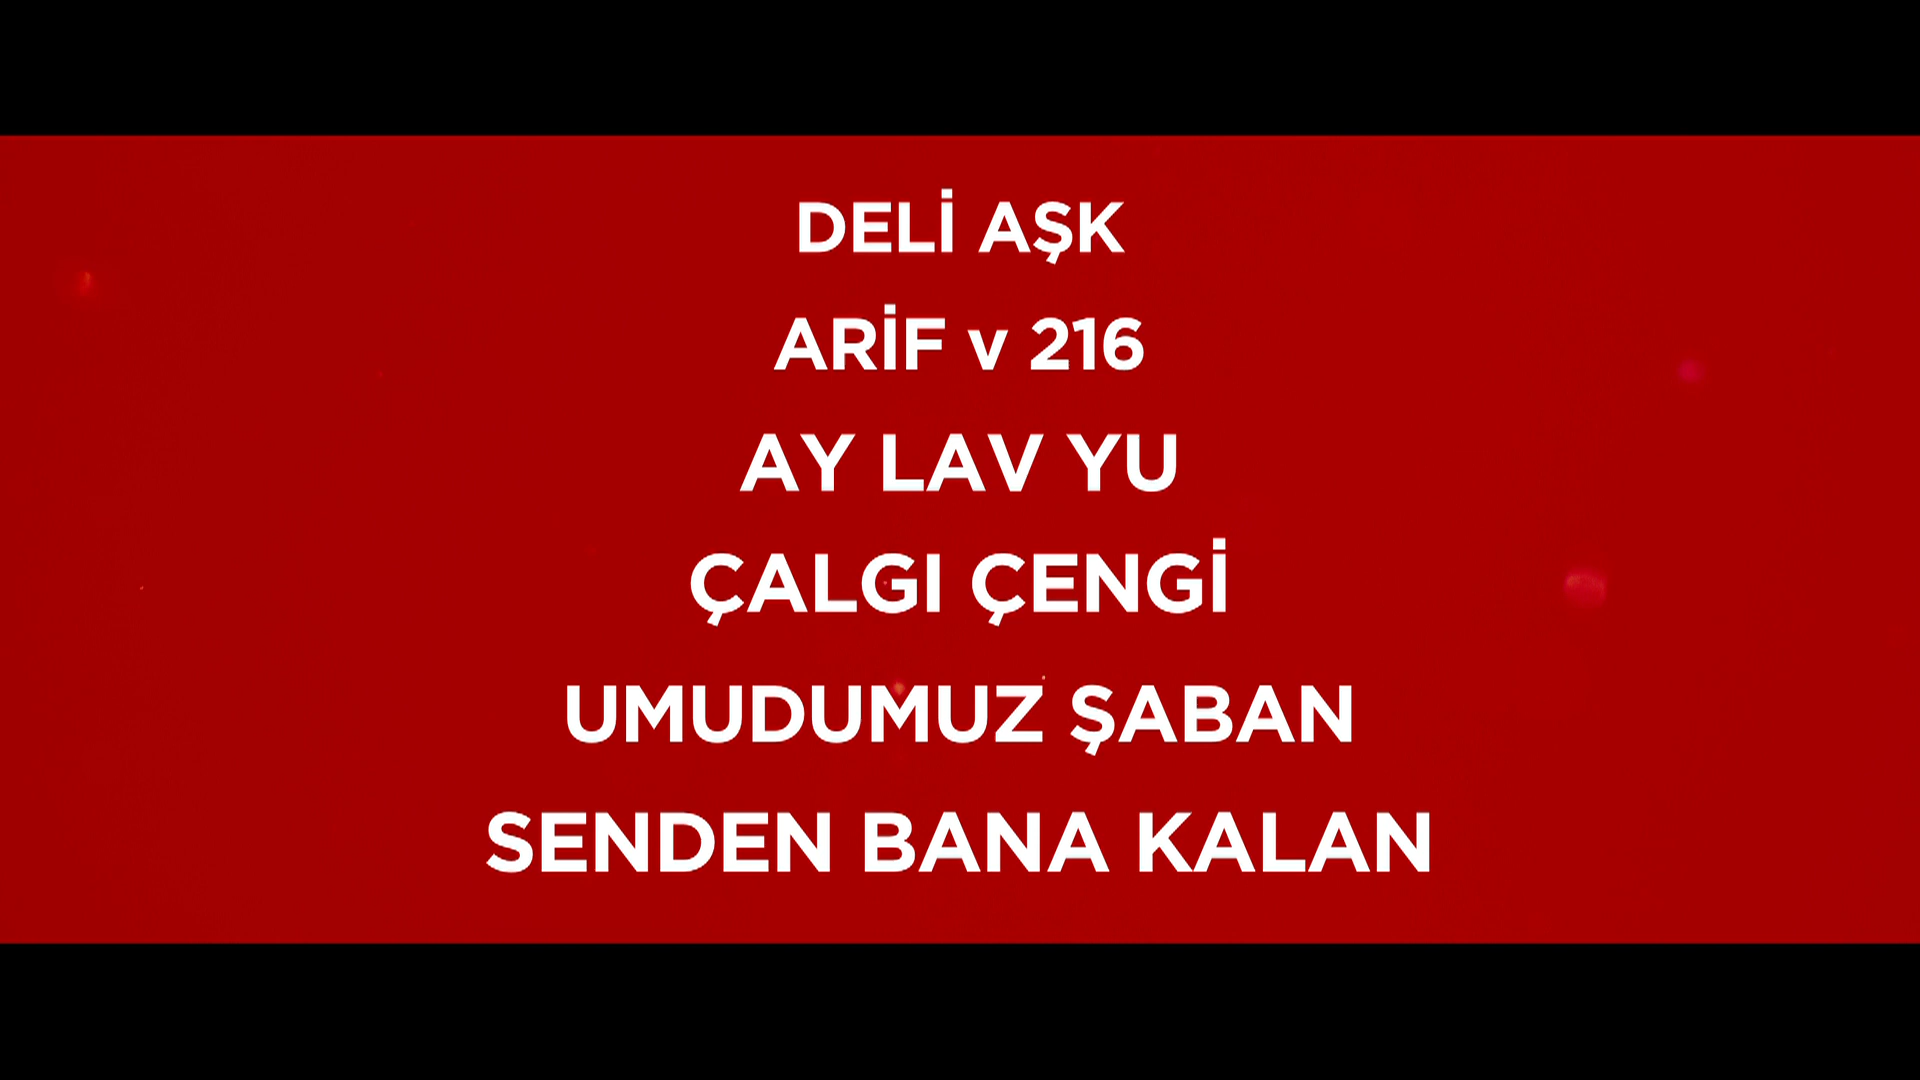 DELİ AŞK
ARİF v 216
AY LAV YU
ÇALGI ÇENGİ
UMUDUMUZ ŞABAN
SENDEN BANA KALAN